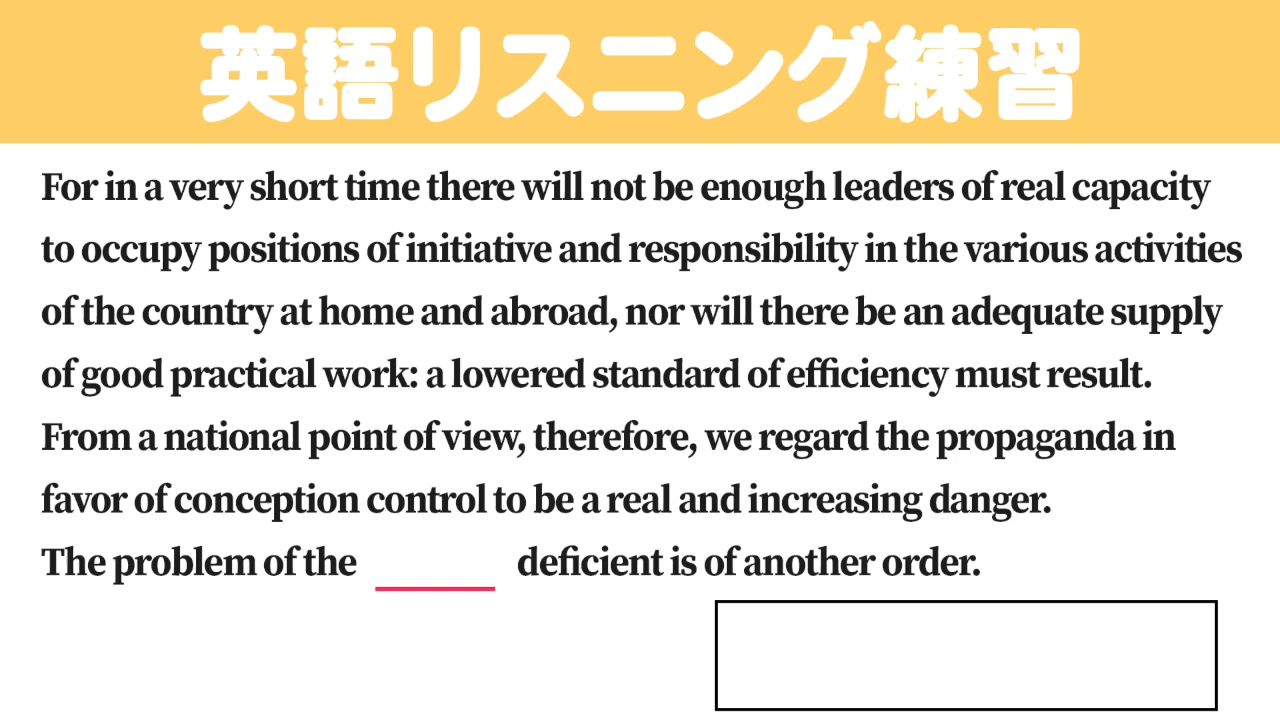 英語リスニング練習
For in a very short time there will not be enough leaders of real capacity
to occupy positions of initiative and responsibility in the various activities
of the country at home and abroad, nor will there be an adequate supply
of good practical work: a lowered standard of efficiency must result.
From a national point of view, therefore, we regard the propaganda in
favor of conception control to be a real and increasing danger.
The problem of the ______ deficient is of another order.